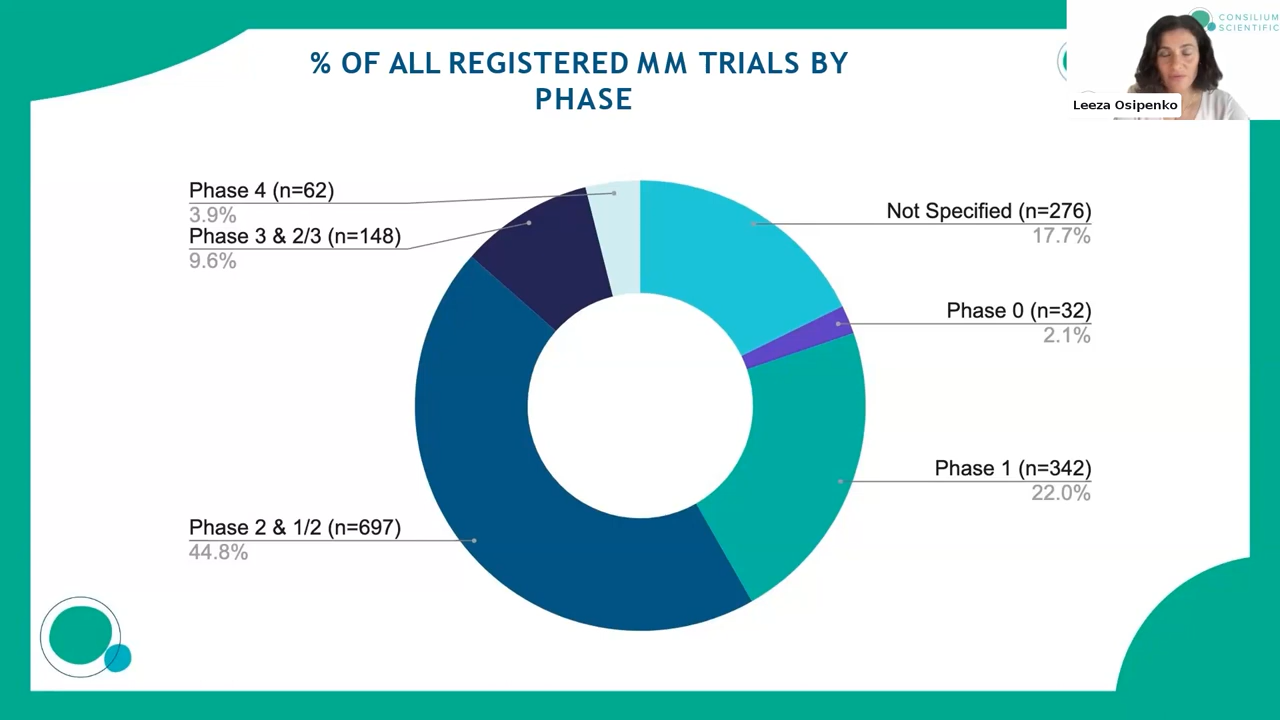 % OF ALL REGISTERED MM TRIALS BY
PHASE
CONSILIUM
SCIENTIFIC
Leeza Osipenko
Phase 4 (n=62)
3.9%
Phase 3 & 2/3 (n=148)
9.6%
Not Specified (n=276)
17.7%
Phase 0 (n=32)
2.1%
Phase 1 (n=342)
22.0%
Phase 2 & 1/2 (n=697)
44.8%